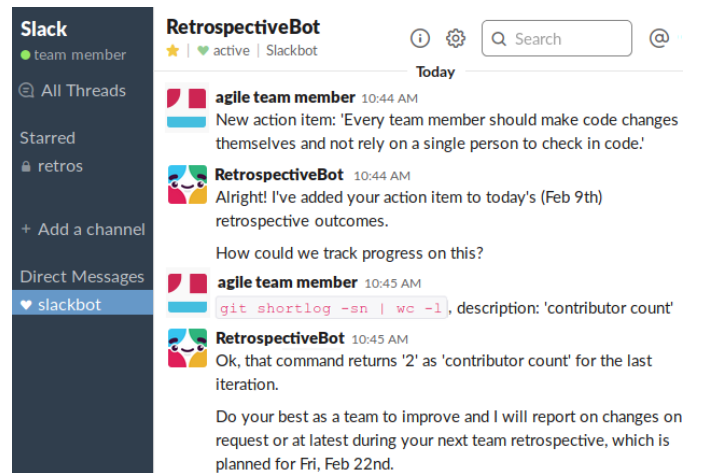 Slack
team member
All Threads
Starred
retros
+ Add a channel
Direct Messages
slackbot
RetrospectiveBot
active | Slackbot
Search
@
Today
agile team member 10:44 AM
New action item: 'Every team member should make code changes
themselves and not rely on a single person to check in code.'
RetrospectiveBot 10:44 AM
Alright! I've added your action item to today's (Feb 9th)
retrospective outcomes.
How could we track progress on this?
agile team member 10:45 AM
git shortlog -sn | wc -l, description: 'contributor count'
RetrospectiveBot 10:45 AM
Ok, that command returns '2' as 'contributor count' for the last
iteration.
Do your best as a team to improve and I will report on changes on
request or at latest during your next team retrospective, which is
planned for Fri, Feb 22nd.